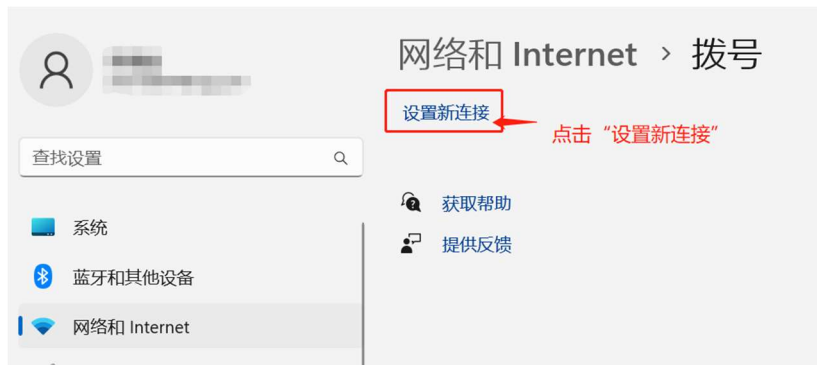 网络和 Internet › 拨号
设置新连接
点击“设置新连接”
查找设置
获取帮助
系统
提供反馈
蓝牙和其他设备
网络和 Internet